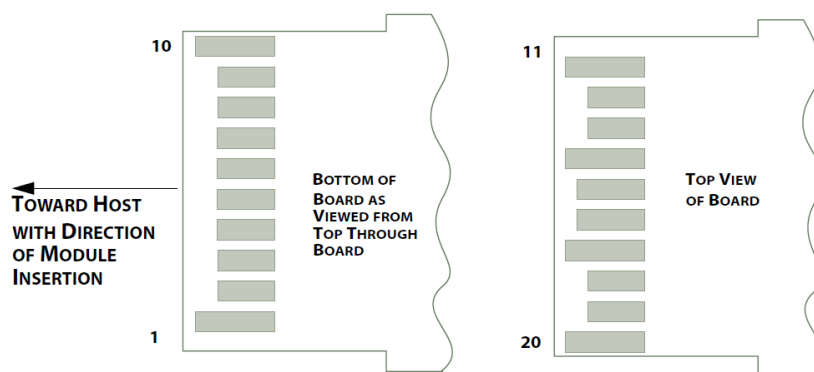 10
BOTTOM OF
BOARD AS
VIEWED FROM
TOP THROUGH
BOARD
TOWARD HOST
WITH DIRECTION
OF MODULE
INSERTION
1
11
TOP VIEW
OF BOARD
20